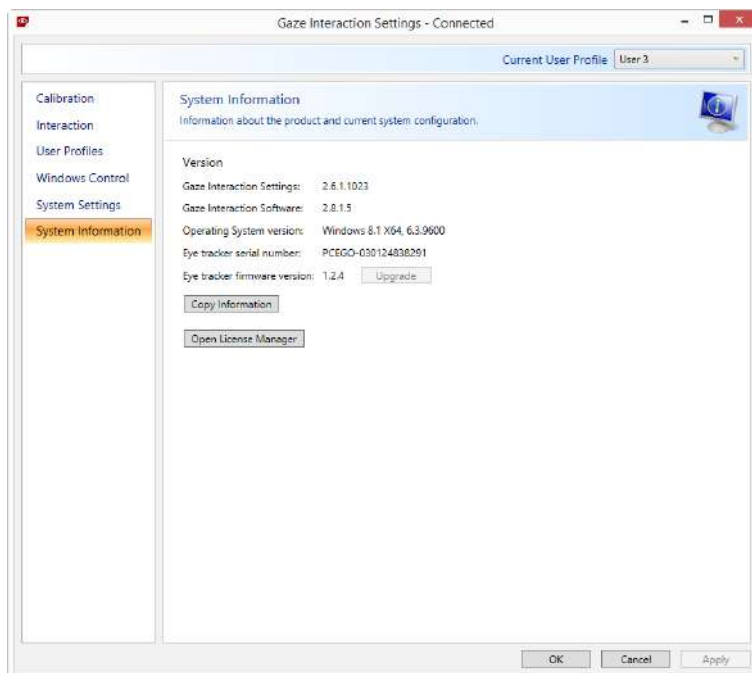 Gaze Interaction Settings - Connected
Current User Profile User 3
Calibration
Interaction
User Profiles
Windows Control
System Settings
System Information
System Information
Information about the product and current system configuration.
Version
Gaze Interaction Settings: 2.6.1.1023
Gaze Interaction Software: 2.8.1.5
Operating System version: Windows 8.1 X64, 6.3.9600
Eye tracker serial number: PCEGO-030124838291
Eye tracker firmware version: 1.2.4 Upgrade
Copy Information
Open License Manager
OK Cancel Apply